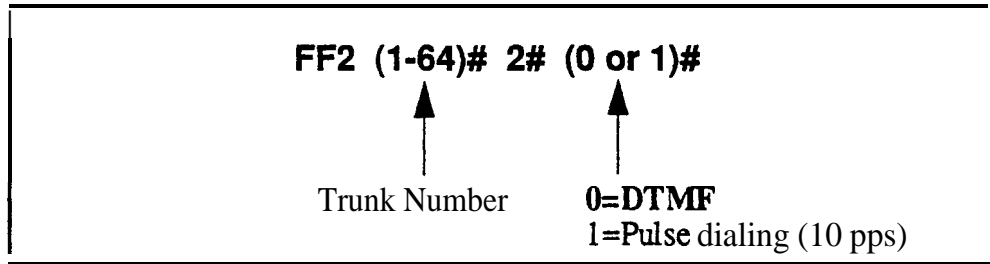 FF2 (1-64)# 2# (0 or 1)#
Trunk Number
0=DTMF
1=Pulse dialing (10 pps)